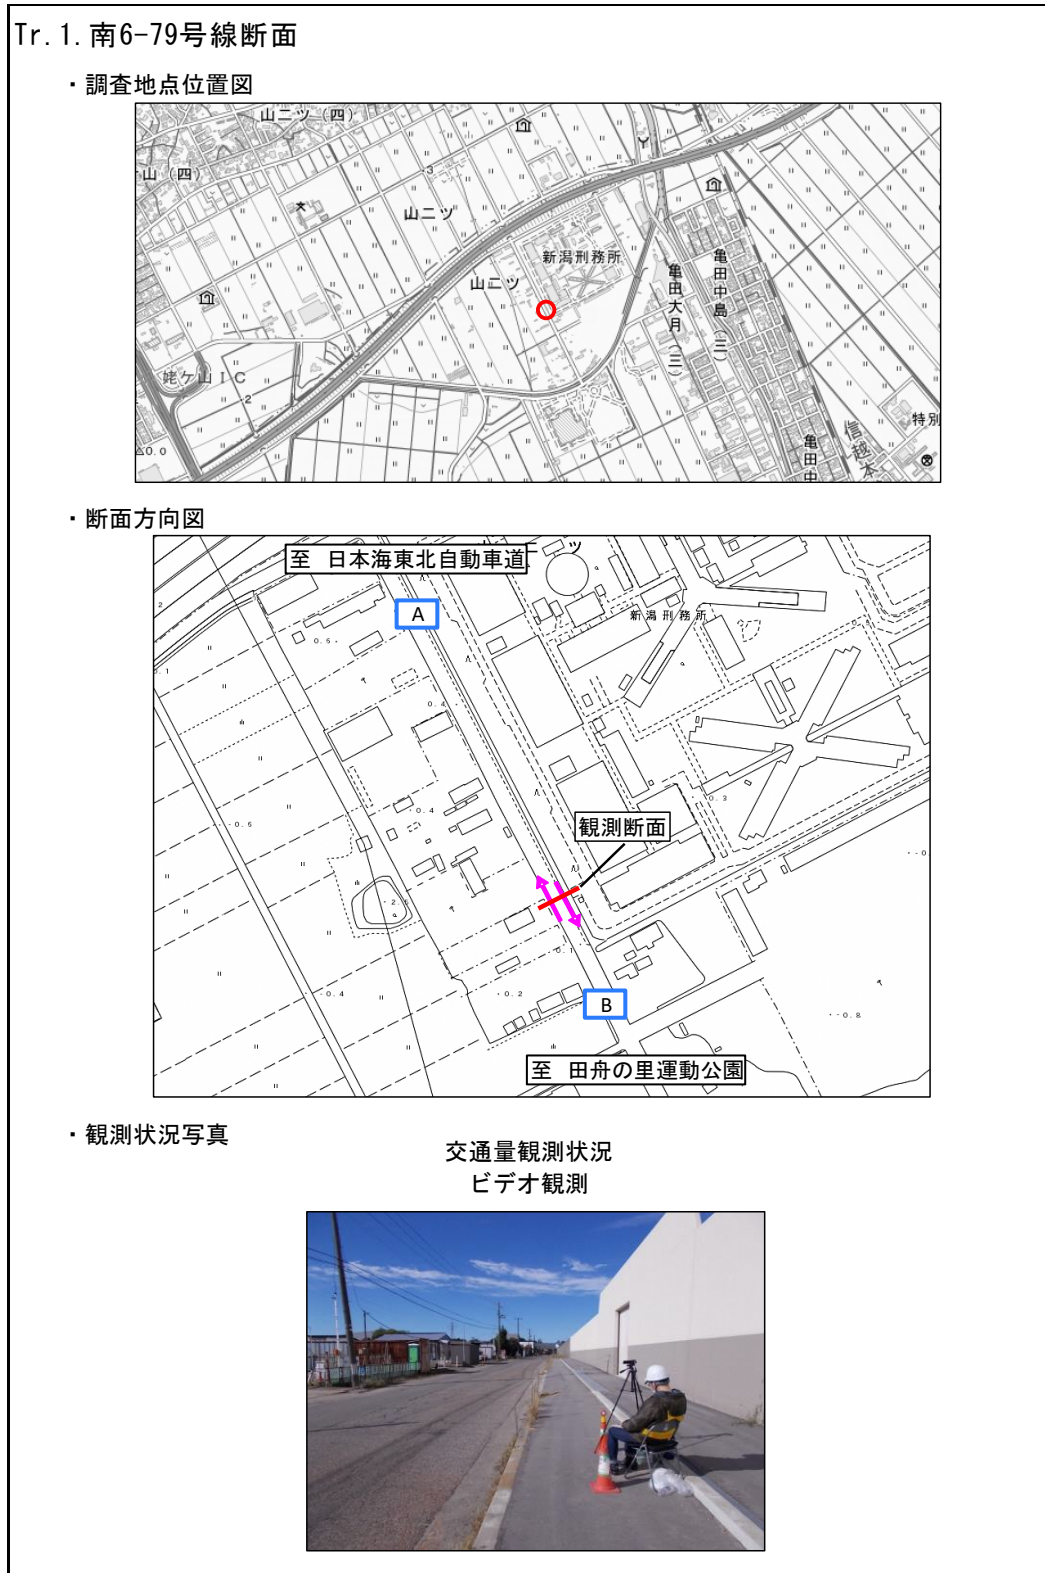 Tr.1.南6-79号線断面
・調査地点位置図
山二ツ(四)
山(四)
山二ツ
新潟刑務所
山二ツ
亀田大月(三)
亀田中島(三)
姥ケ山IC
特別
亀田中
信越本
・断面方向図
至 日本海東北自動車道
ツ
A
新潟刑務所
観測断面
B
至 田舟の里運動公園
・観測状況写真
交通量観測状況
ビデオ観測